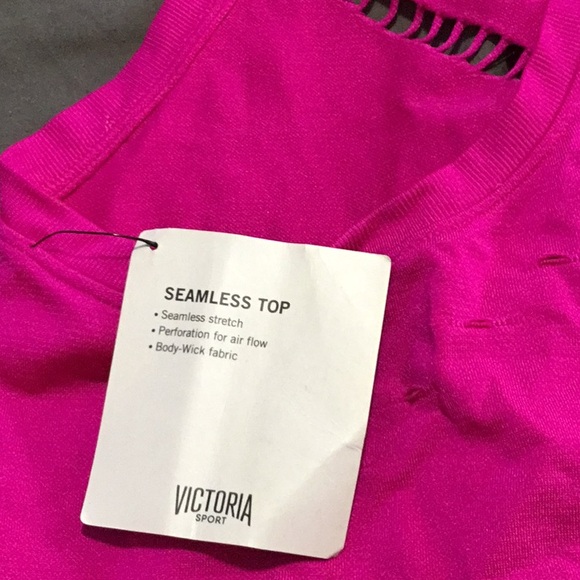 SEAMLESS TOP
• Seamless stretch
• Perforation for air flow
• Body-Wick fabric
VICTORIA
SPORT